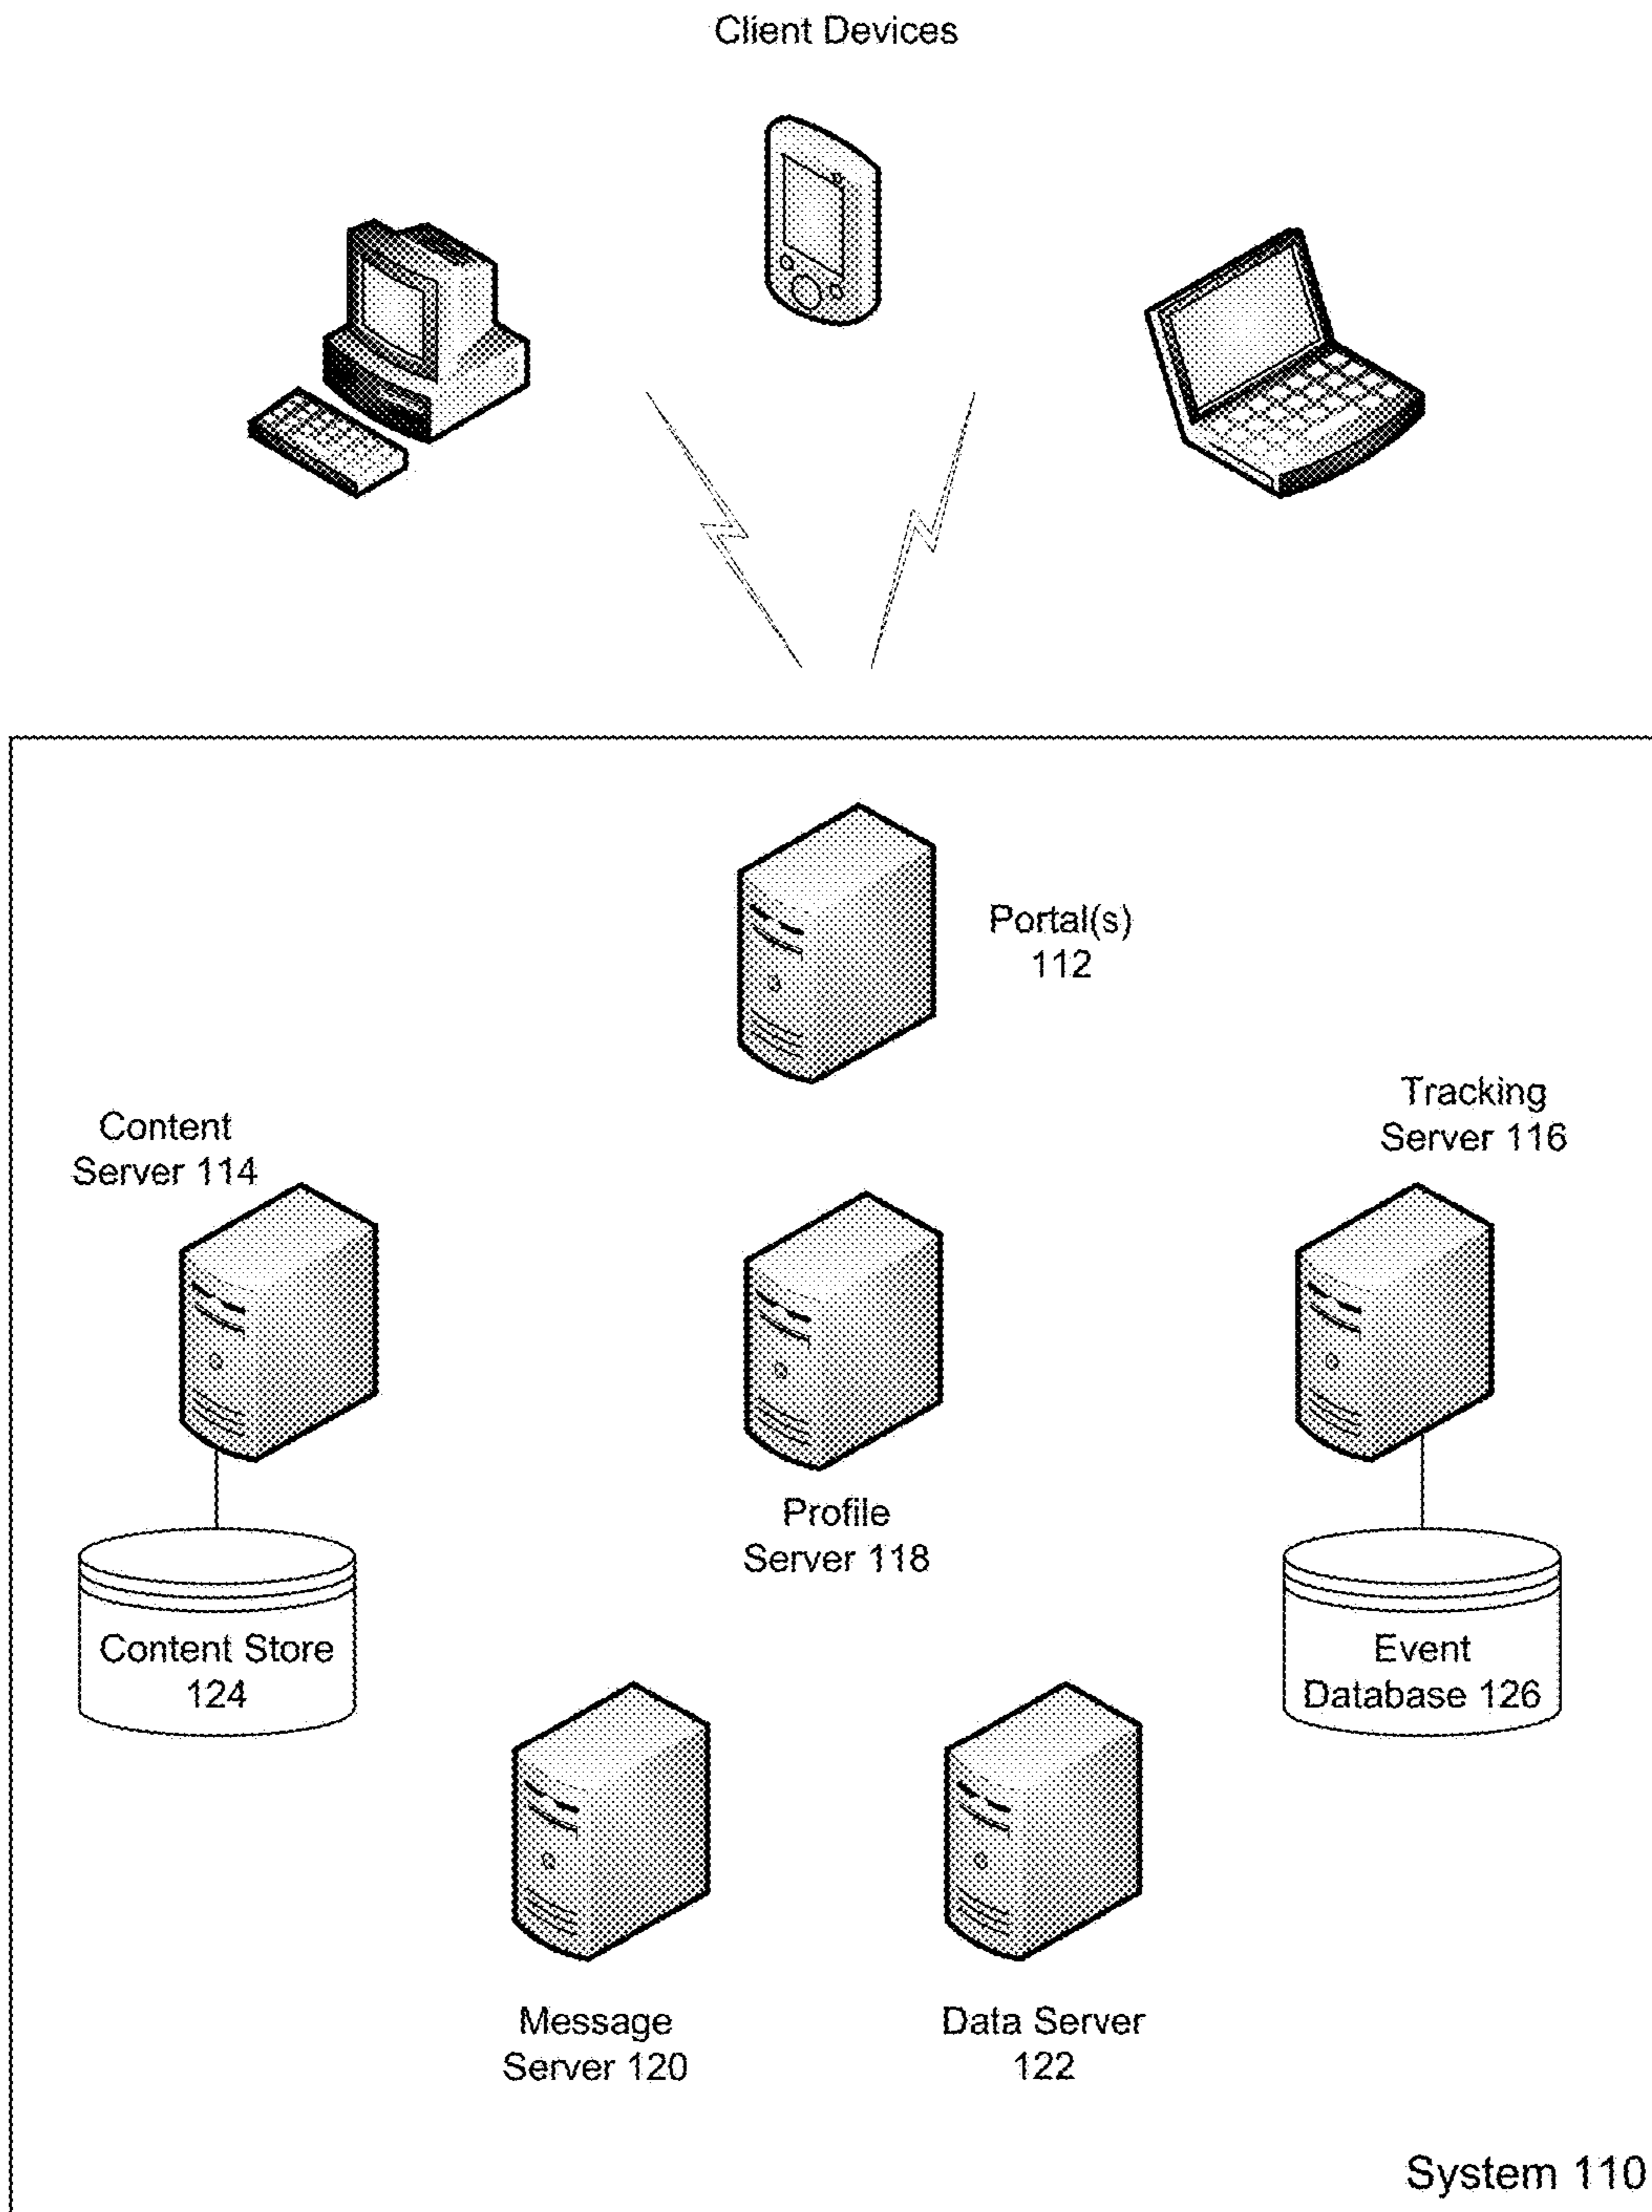 Client Devices
Portal(s)
112
Content
Server 114
Tracking
Server 116
Profile
Server 118
Content Store
124
Event
Database 126
Message
Server 120
Data Server
122
System 110